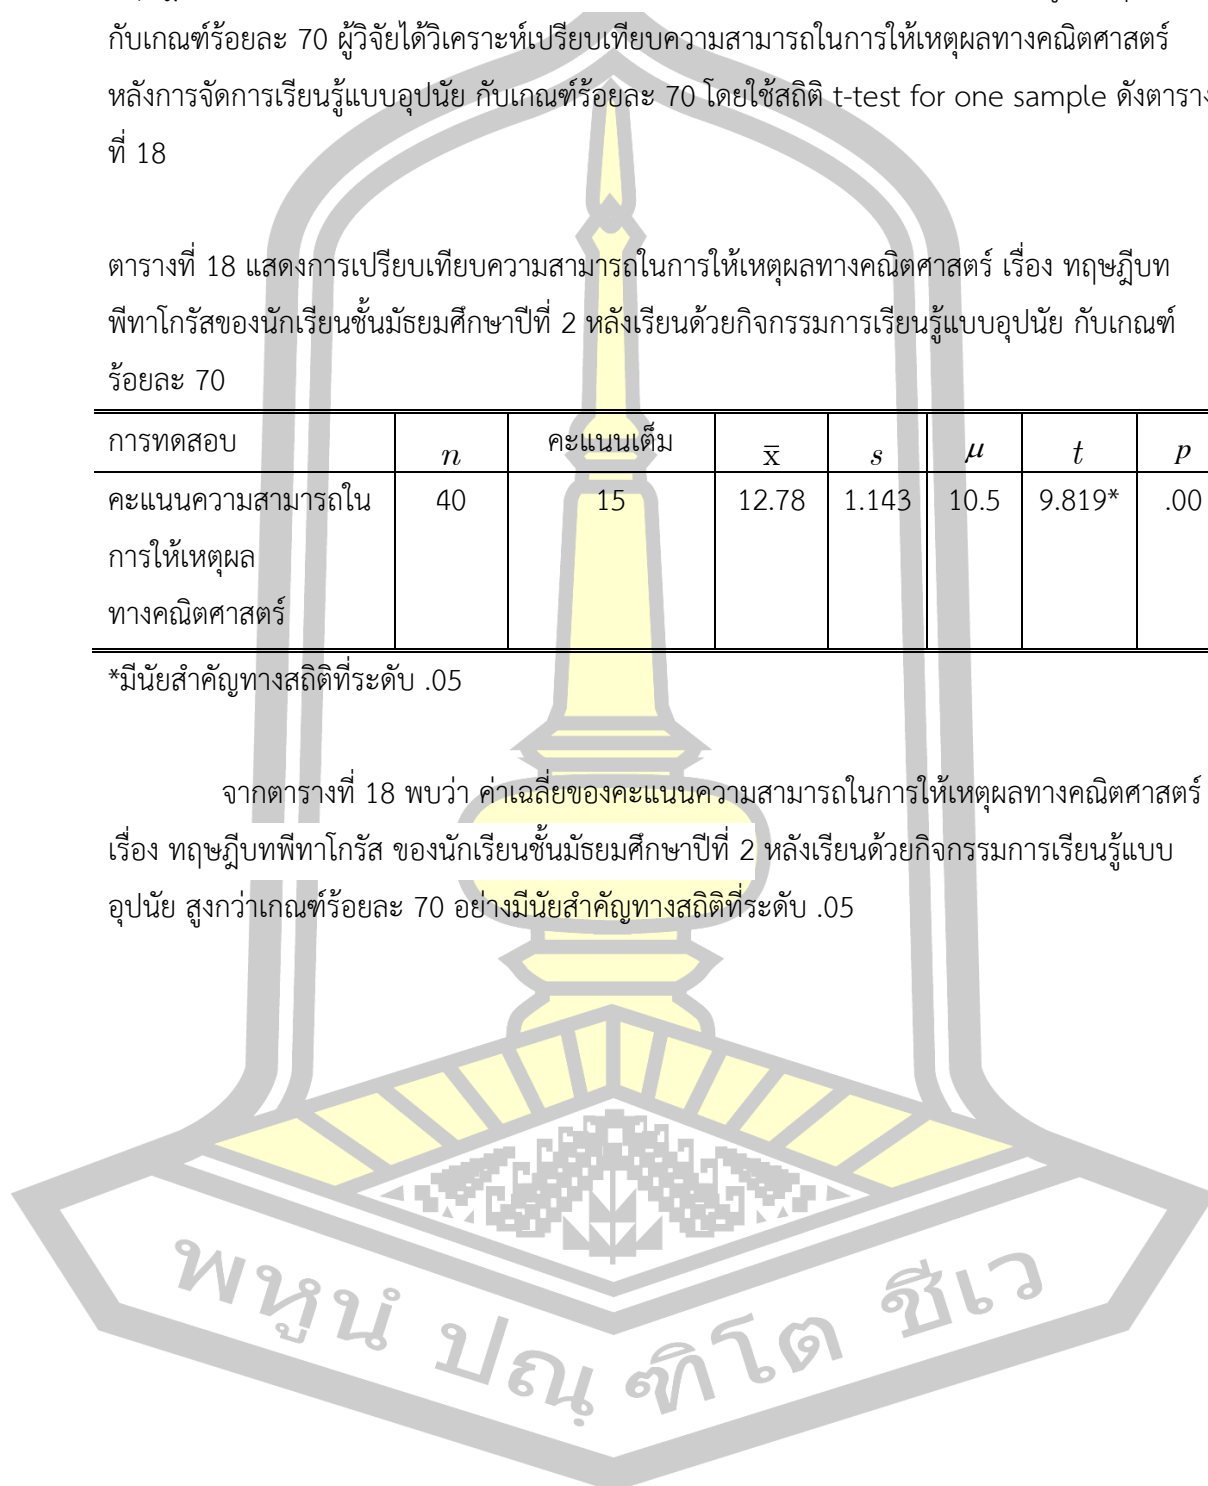 กับเกณฑ์ร้อยละ 70 ผู้วิจัยได้วิเคราะห์เปรียบเทียบความสามารถในการให้เหตุผลทางคณิตศาสตร์
หลังการจัดการเรียนรู้แบบอุปนัย กับเกณฑ์ร้อยละ 70 โดยใช้สถิติ t-test for one sample ดังตาราง
ที่ 18
ตารางที่ 18 แสดงการเปรียบเทียบความสามารถในการให้เหตุผลทางคณิตศาสตร์ เรื่อง ทฤษฎีบท
พีทาโกรัสของนักเรียนชั้นมัธยมศึกษาปีที่ 2 หลังเรียนด้วยกิจกรรมการเรียนรู้แบบอุปนัย กับเกณฑ์
ร้อยละ 70
การทดสอบ n คะแนนเต็ม x̄ s μ t p
คะแนนความสามารถใน 40 15 12.78 1.143 10.5 9.819* .00
การให้เหตุผล
ทางคณิตศาสตร์
*มีนัยสำคัญทางสถิติที่ระดับ .05
จากตารางที่ 18 พบว่า ค่าเฉลี่ยของคะแนนความสามารถในการให้เหตุผลทางคณิตศาสตร์
เรื่อง ทฤษฎีบทพีทาโกรัส ของนักเรียนชั้นมัธยมศึกษาปีที่ 2 หลังเรียนด้วยกิจกรรมการเรียนรู้แบบ
อุปนัย สูงกว่าเกณฑ์ร้อยละ 70 อย่างมีนัยสำคัญทางสถิติที่ระดับ .05
พหูนํ ปณฺฑิโต ชีเว